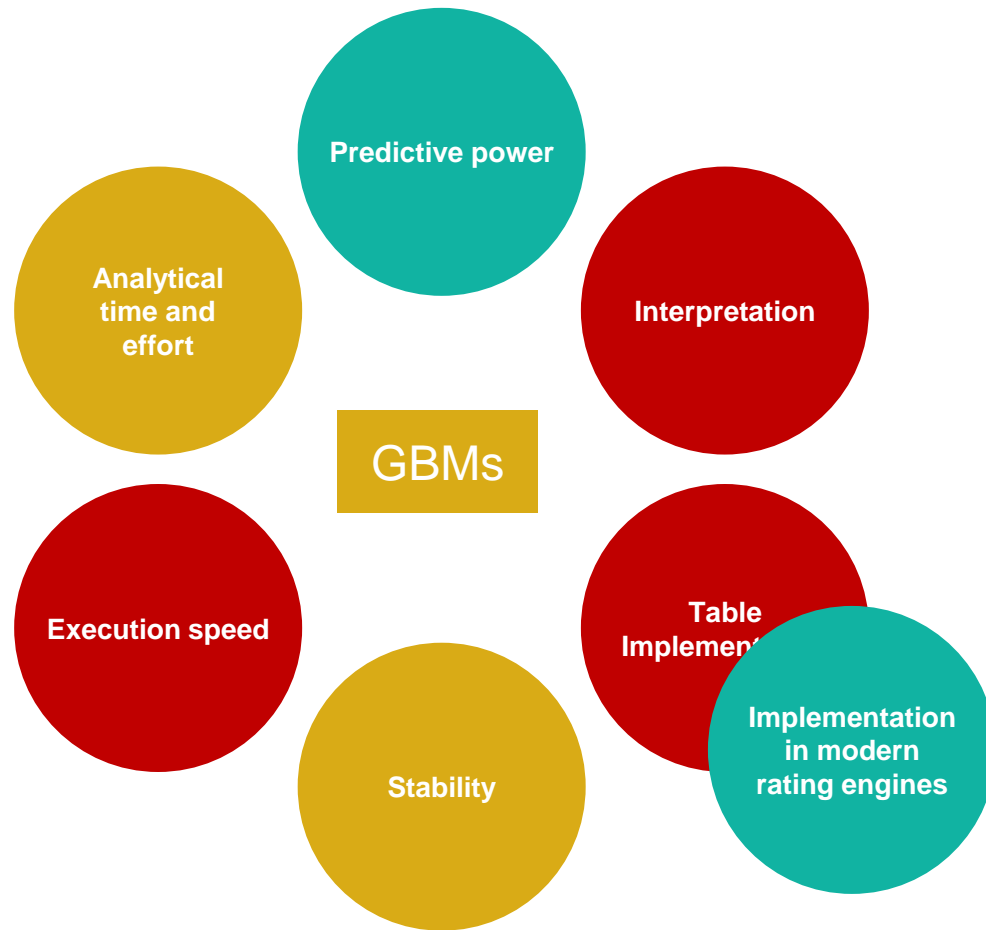 Predictive power
Analytical
time and
effort
Interpretation
GBMs
Execution speed
Table
Stability
Implementation
in modern
rating engines